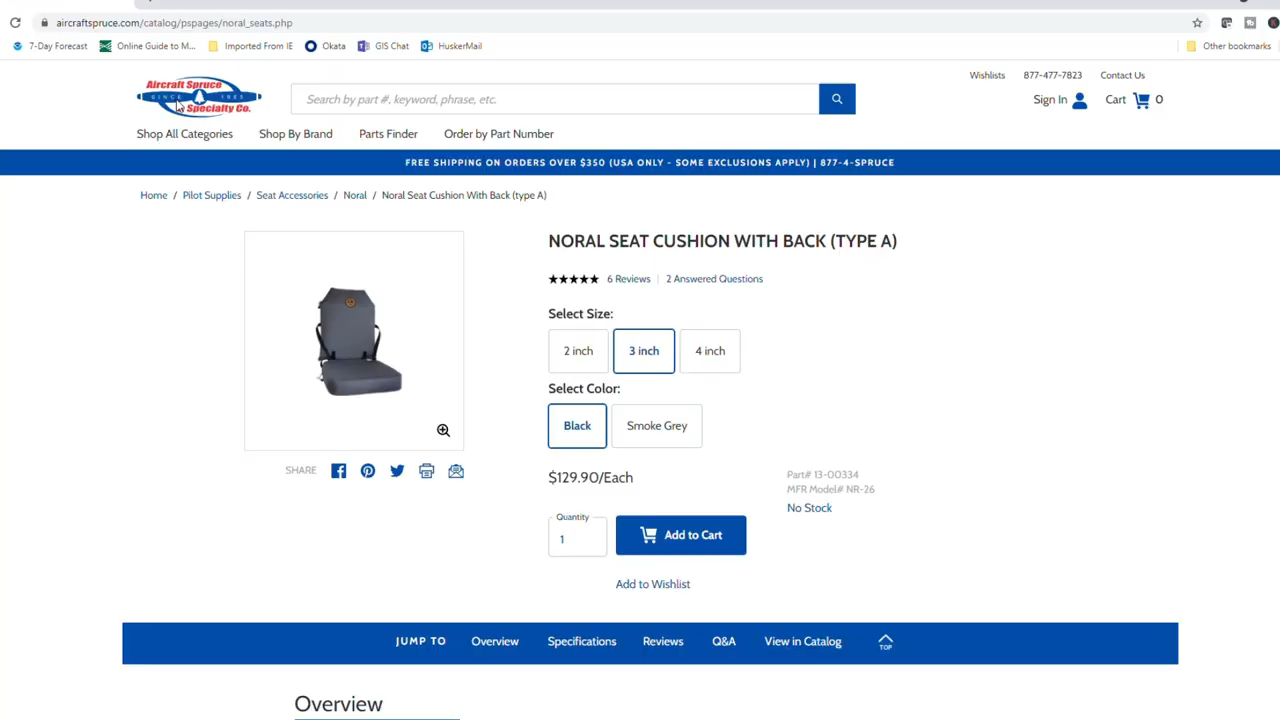 aircraftspruce.com/catalog/pspages/noral_seats.php
7-Day Forecast Online Guide to M... Imported From IE Okata GIS Chat HuskerMail Other bookmarks
Wishlists 877-477-7823 Contact Us
Aircraft Spruce
SINCE 1965
Specialty Co.
Search by part #, keyword, phrase, etc.
Sign In Cart 0
Shop All Categories Shop By Brand Parts Finder Order by Part Number
FREE SHIPPING ON ORDERS OVER $350 (USA ONLY - SOME EXCLUSIONS APPLY) | 877-4-SPRUCE
Home / Pilot Supplies / Seat Accessories / Noral / Noral Seat Cushion With Back (type A)
NORAL SEAT CUSHION WITH BACK (TYPE A)
6 Reviews | 2 Answered Questions
Select Size:
2 inch 3 inch 4 inch
Select Color:
Black Smoke Grey
SHARE
$129.90/Each
Part# 13-00334
MFR Model# NR-26
No Stock
Quantity
1
Add to Cart
Add to Wishlist
JUMP TO Overview Specifications Reviews Q&A View in Catalog TOP
Overview